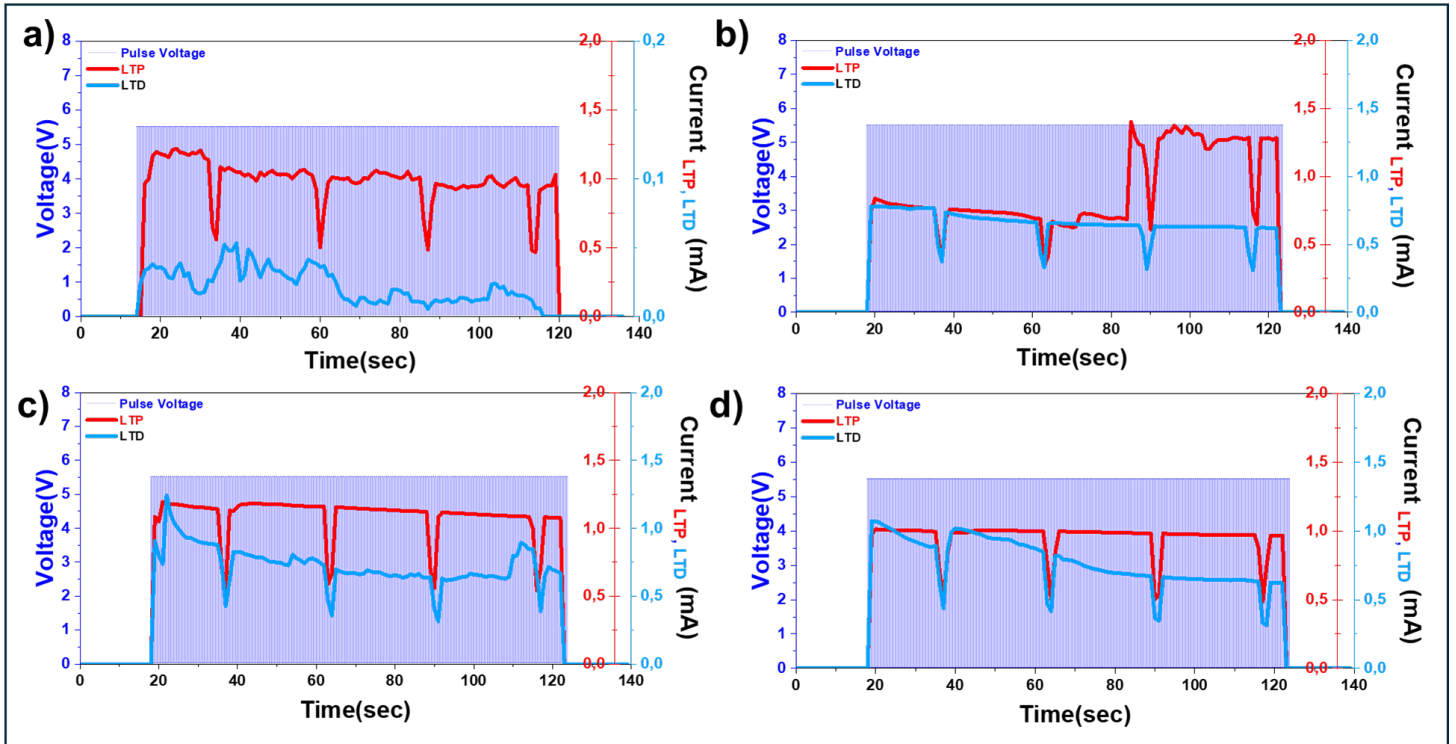 a)
Pulse Voltage
LTP
LTD
8
7
6
5
4
3
2
1
0
Voltage(V)
0 20 40 60 80 100 120 140
Time(sec)
2,0
1,5
1,0
0,5
0,0
0,2
0,1
0,0
Current LTP, LTD (mA)
b)
Pulse Voltage
LTP
LTD
8
7
6
5
4
3
2
1
0
Voltage(V)
0 20 40 60 80 100 120 140
Time(sec)
2,0
1,5
1,0
0,5
0,0
2,0
1,5
1,0
0,5
0,0
Current LTP, LTD (mA)
c)
Pulse Voltage
LTP
LTD
8
7
6
5
4
3
2
1
0
Voltage(V)
0 20 40 60 80 100 120 140
Time(sec)
2,0
1,5
1,0
0,5
0,0
2,0
1,5
1,0
0,5
0,0
Current LTP, LTD (mA)
d)
Pulse Voltage
LTP
LTD
8
7
6
5
4
3
2
1
0
Voltage(V)
0 20 40 60 80 100 120 140
Time(sec)
2,0
1,5
1,0
0,5
0,0
2,0
1,5
1,0
0,5
0,0
Current LTP, LTD (mA)